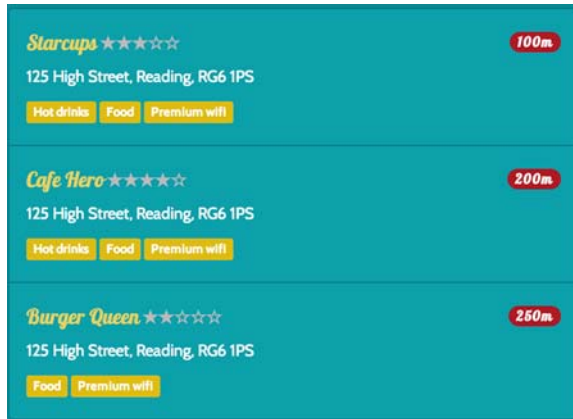 Starcups ★★★☆☆ 100m
125 High Street, Reading, RG6 1PS
Hot drinks Food Premium wifi
Cafe Hero ★★★★☆ 200m
125 High Street, Reading, RG6 1PS
Hot drinks Food Premium wifi
Burger Queen ★★☆☆☆ 250m
125 High Street, Reading, RG6 1PS
Food Premium wifi